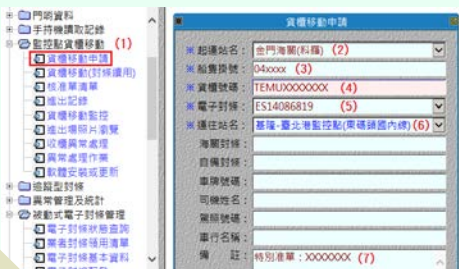 門哨資料
手持機讀取記錄
監控點貨櫃移動 (1)
貨櫃移動申請
貨櫃移動(封條續用)
核准單清單
進出記錄
貨櫃移動監控
進出場照片瀏覽
收櫃異常處理
異常處理作業
軟體安裝或更新
追蹤型封條
異常管理及統計
被動式電子封條管理
電子封條狀態查詢
業者封條領用清單
電子封條基本資料
貨櫃移動申請
※ 起運站名： 金門海關(料羅) (2)
※ 船隻掛號： 04xxxx (3)
※ 貨櫃號碼： TEMUXXXXXXX (4)
※ 電子封條： ES14086819 (5)
※ 運往站名： 基隆-臺北港監控點(東碼頭國內線) (6)
海關封條：
自備封條：
車牌號碼：
司機姓名：
駕照號碼：
車行名稱：
備 註： 特別准單：XXXXXXX (7)